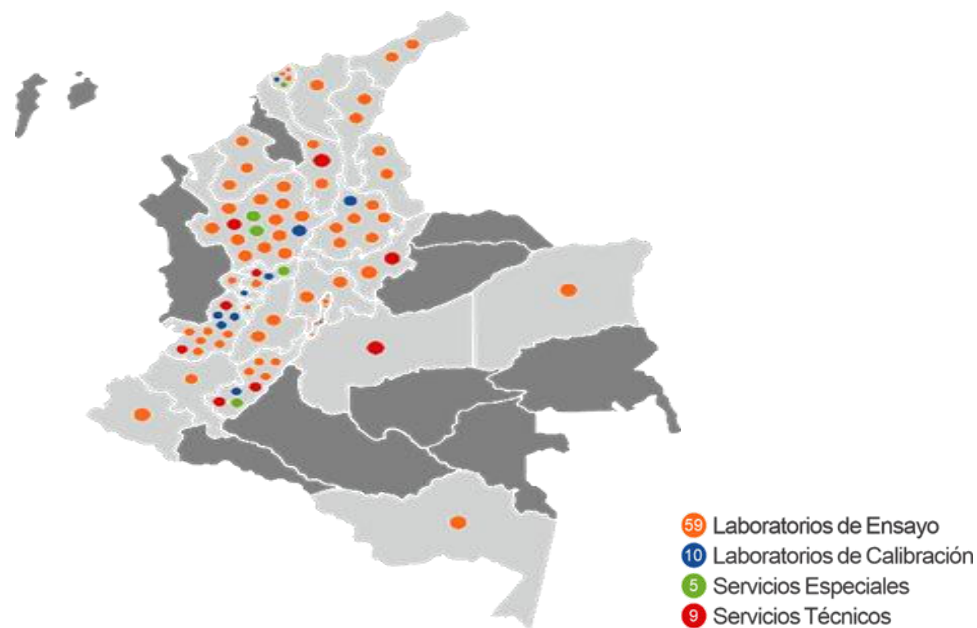 59 Laboratorios de Ensayo
10 Laboratorios de Calibración
5 Servicios Especiales
9 Servicios Técnicos